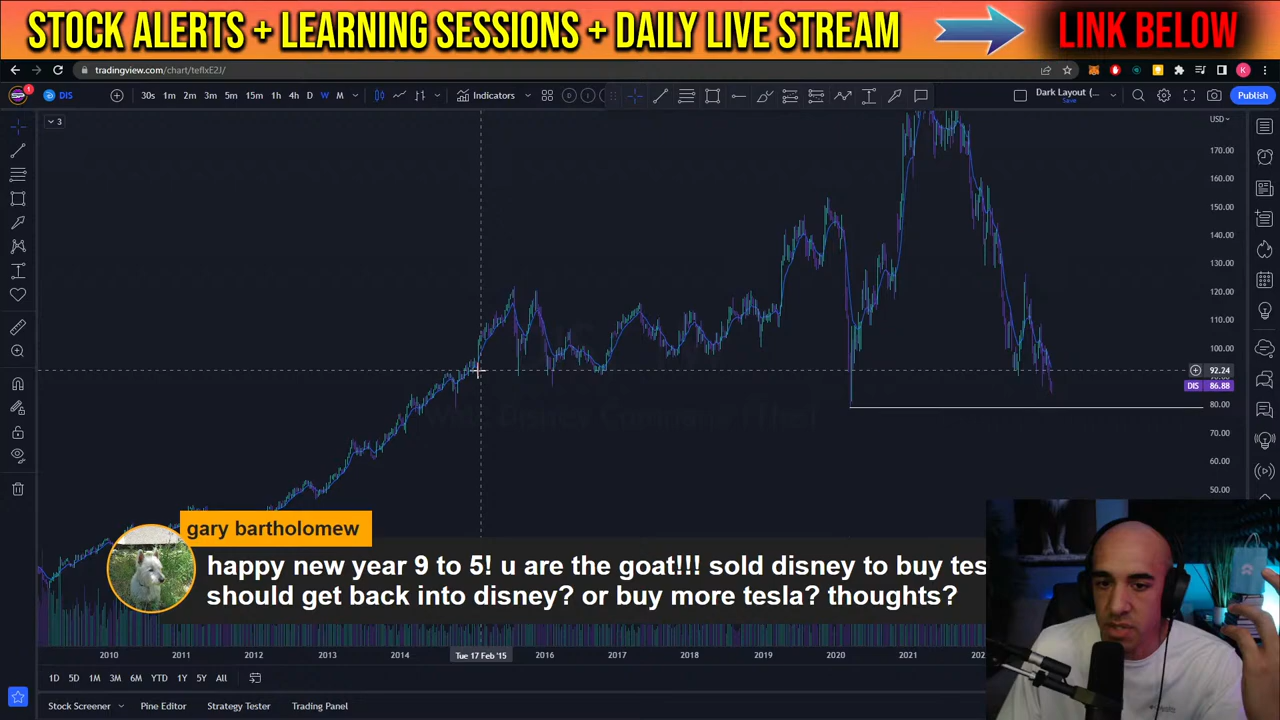 STOCK ALERTS + LEARNING SESSIONS + DAILY LIVE STREAM
LINK BELOW
tradingview.com/chart/teflxE2J/
1
DIS
30s 1m 2m 3m 5m 15m 1h 4h D W M
Indicators
Dark Layout (...
Save
Publish
3
USD
170.00
160.00
150.00
140.00
130.00
120.00
110.00
100.00
92.24
DIS 86.88
80.00
70.00
60.00
50.00
gary bartholomew
happy new year 9 to 5! u are the goat!!! sold disney to buy tes
should get back into disney? or buy more tesla? thoughts?
2010 2011 2012 2013 2014 Tue 17 Feb '15 2016 2017 2018 2019 2020 2021
1D 5D 1M 3M 6M YTD 1Y 5Y All
Stock Screener Pine Editor Strategy Tester Trading Panel